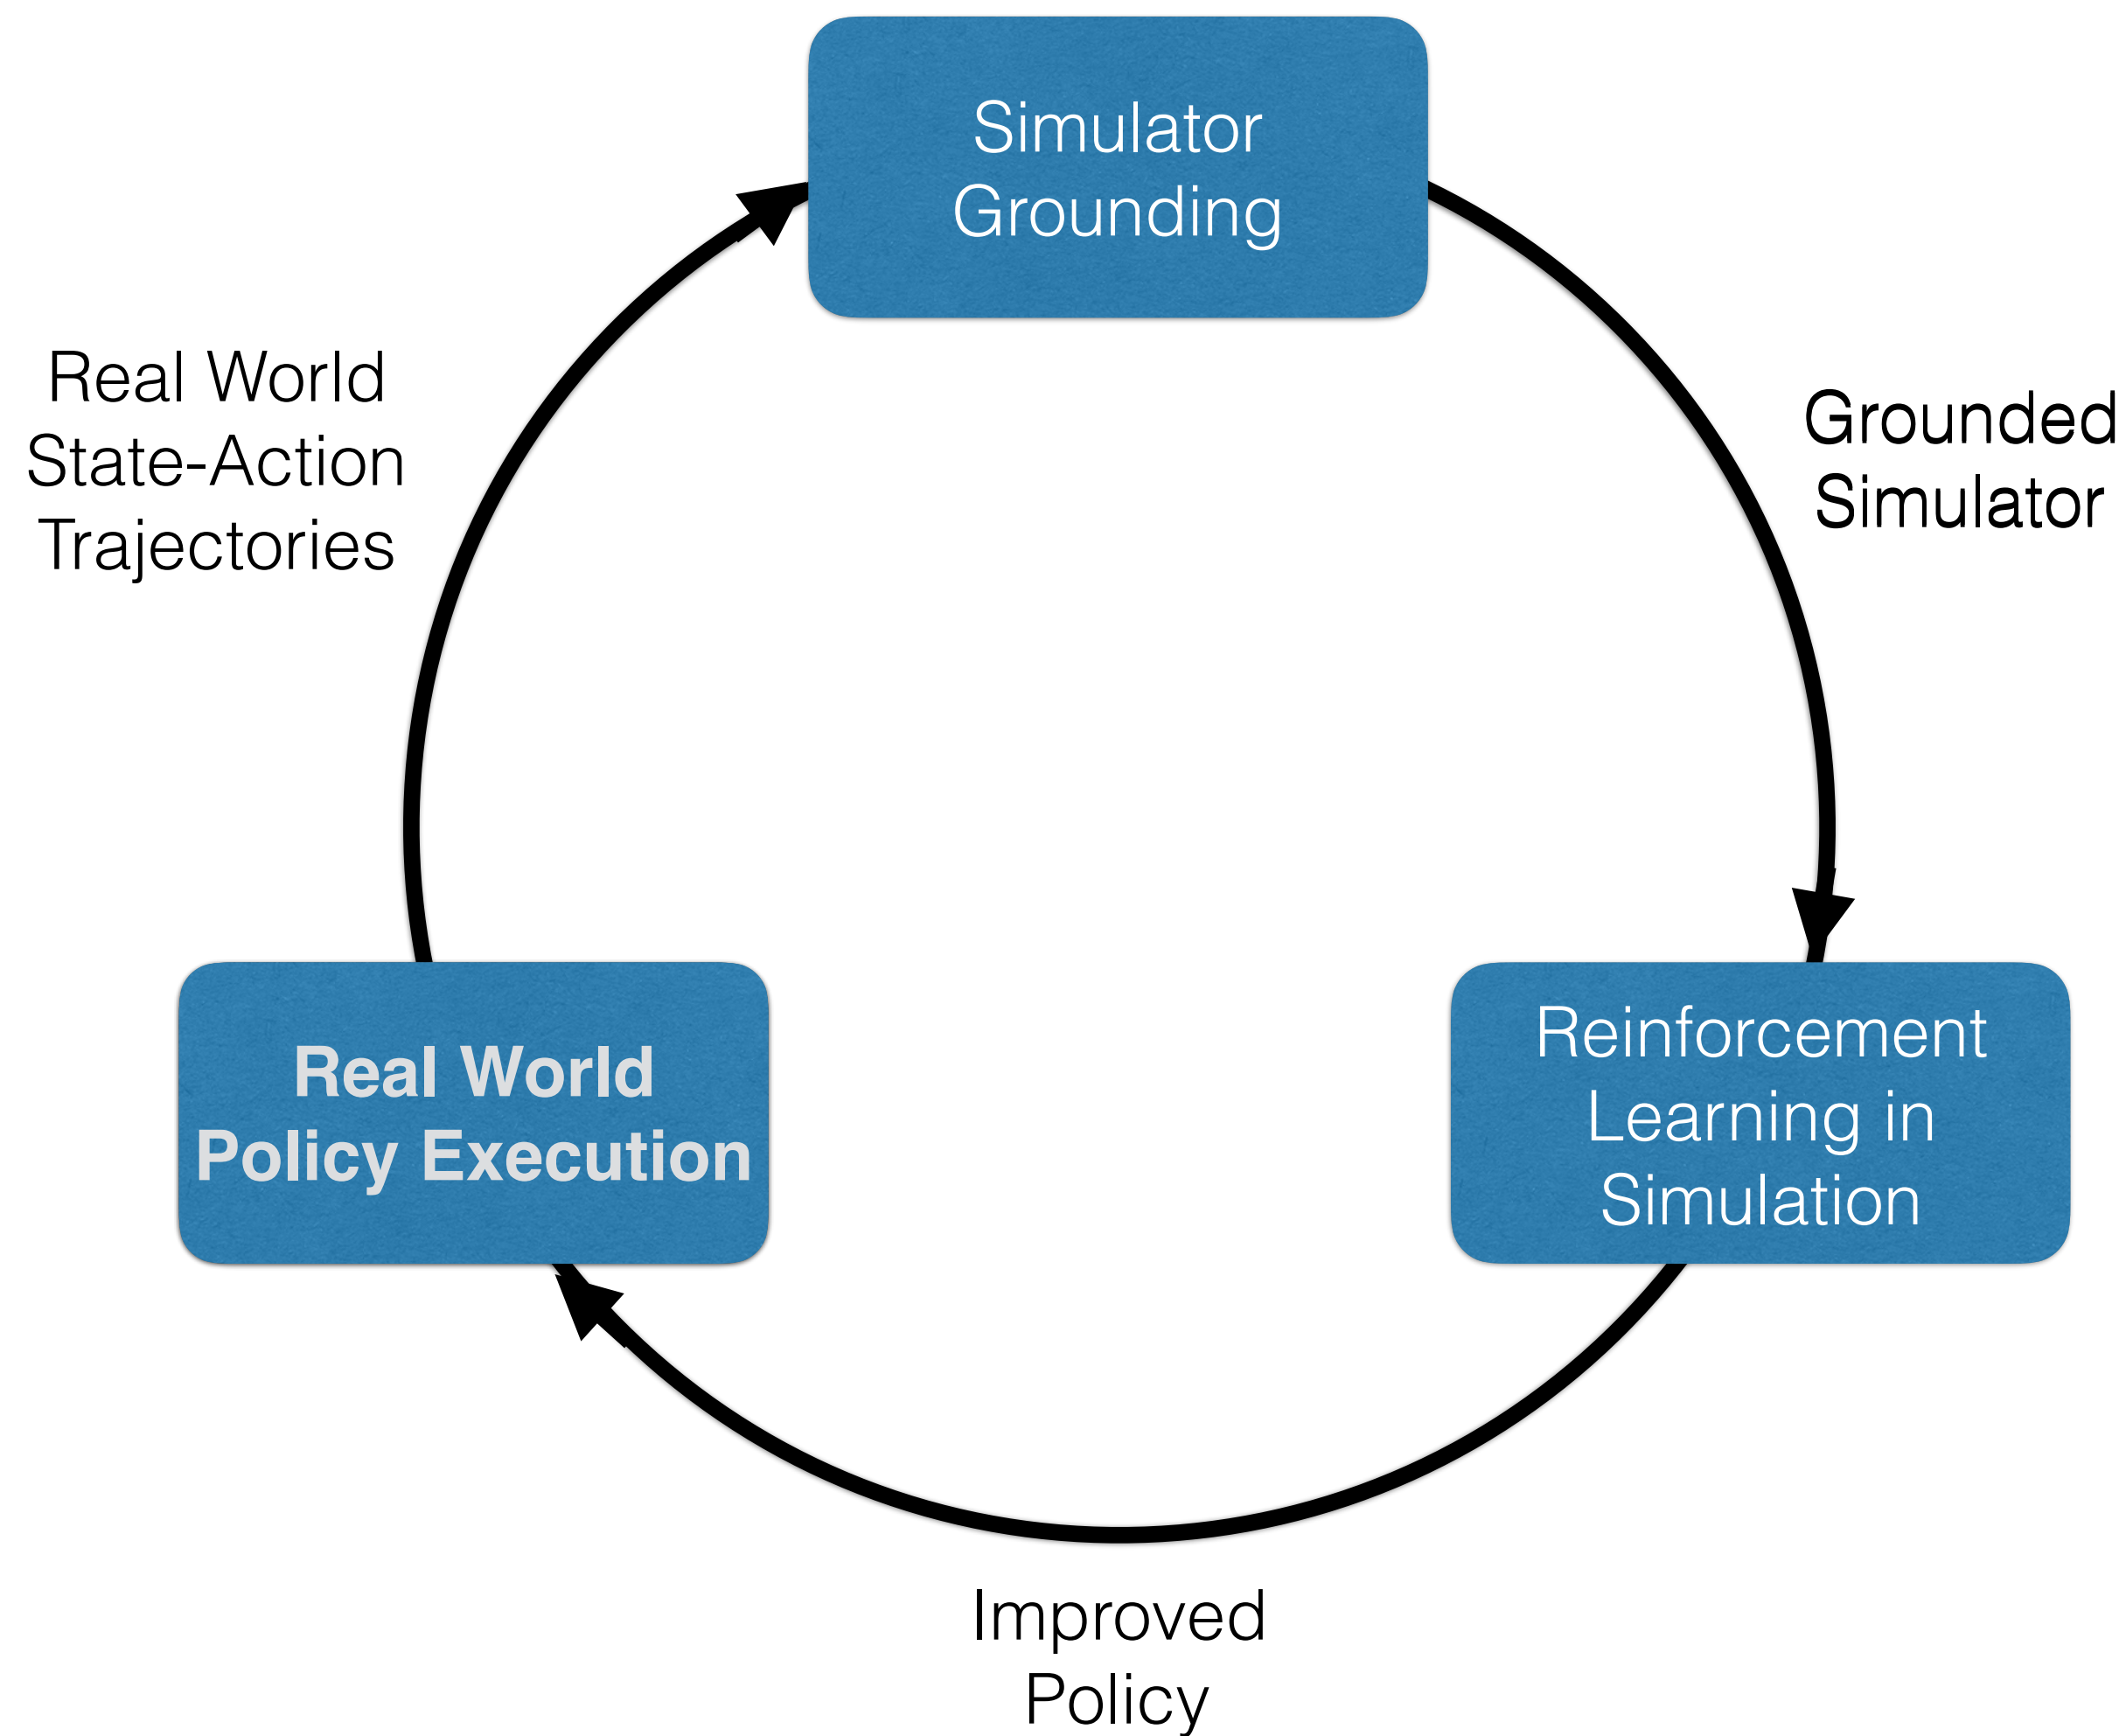 Simulator
Grounding
Real World
State-Action
Trajectories
Grounded
Simulator
Real World
Policy Execution
Reinforcement
Learning in
Simulation
Improved
Policy